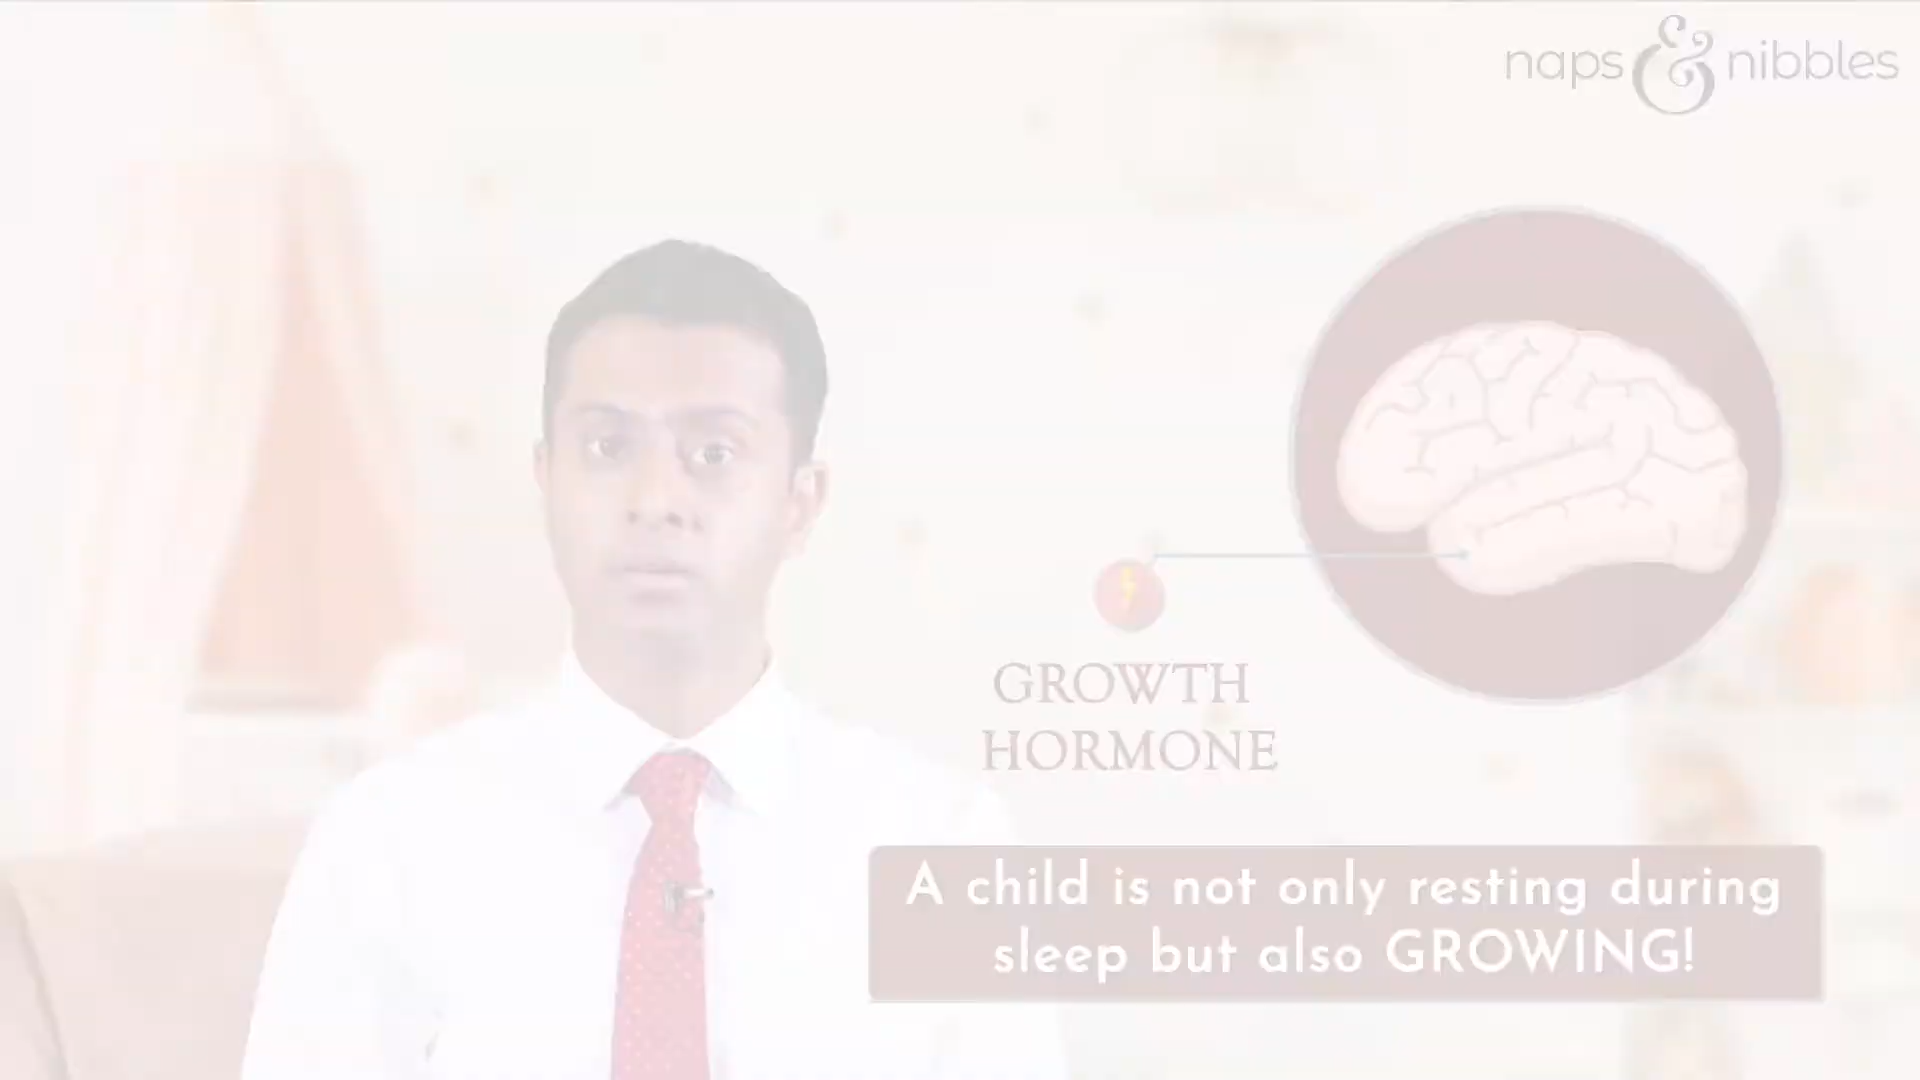 naps & nibbles
GROWTH
HORMONE
A child is not only resting during
sleep but also GROWING!